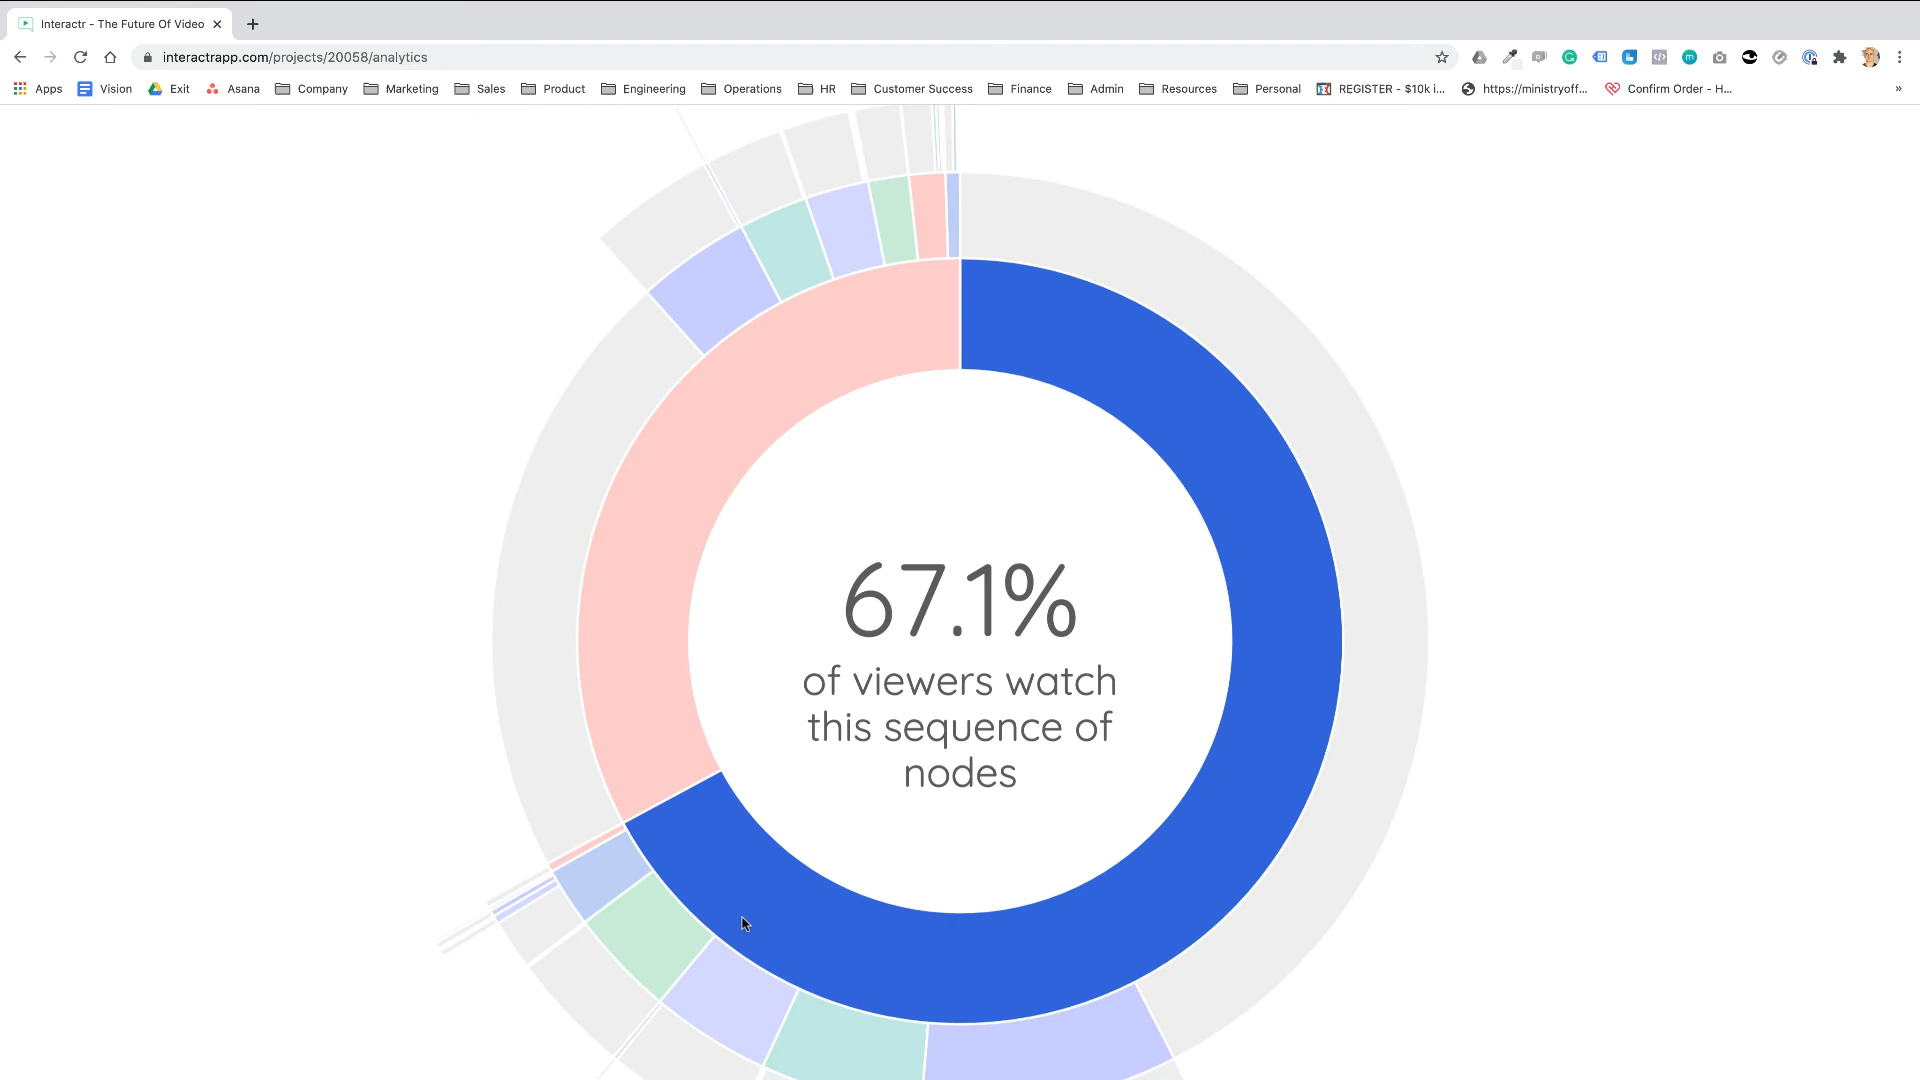 Interactr - The Future Of Video
interactrapp.com/projects/20058/analytics
Apps Vision Exit Asana Company Marketing Sales Product Engineering Operations HR Customer Success Finance Admin Resources Personal REGISTER - $10k i... https://ministryoff... Confirm Order - H... »
67.1%
of viewers watch
this sequence of
nodes